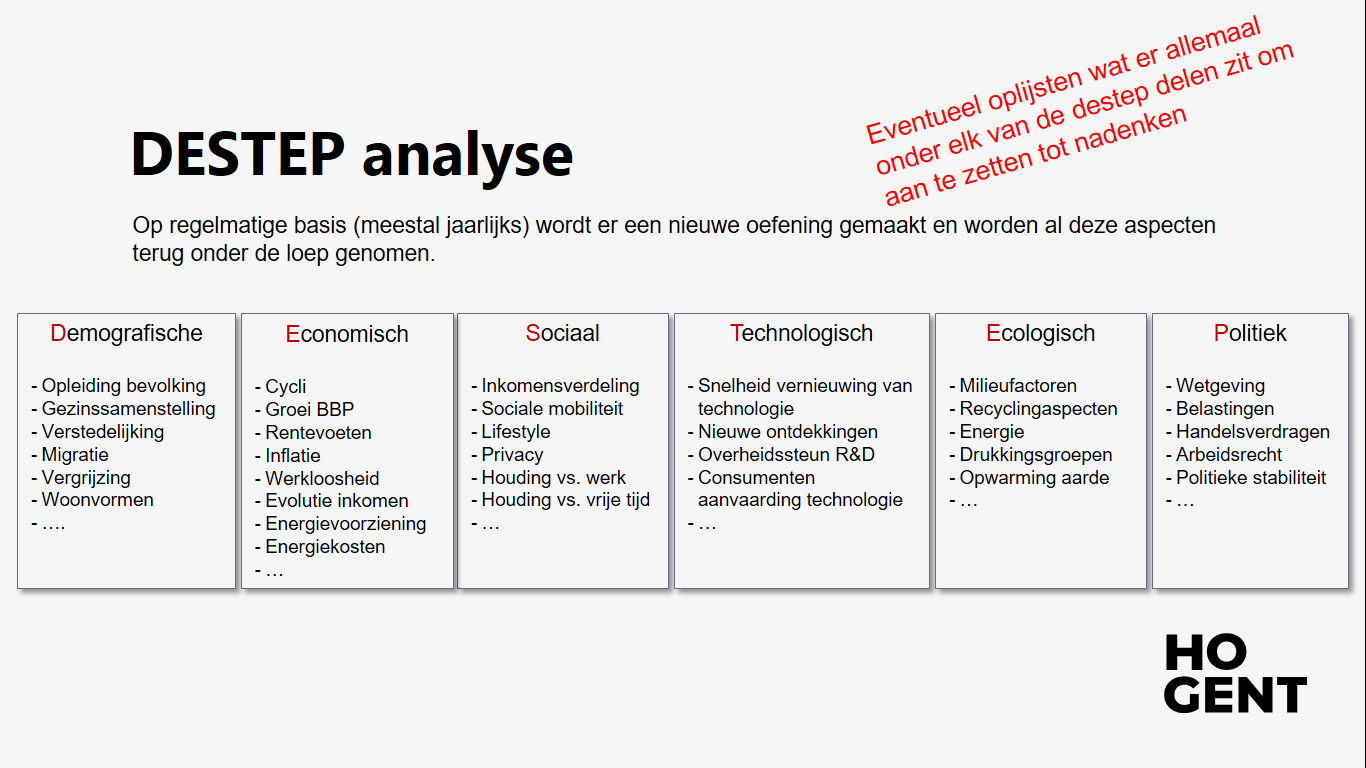 Eventueel oplijsten wat er allemaal
onder elk van de destep delen zit om
aan te zetten tot nadenken
DESTEP analyse
Op regelmatige basis (meestal jaarlijks) wordt er een nieuwe oefening gemaakt en worden al deze aspecten
terug onder de loep genomen.
Demografische
- Opleiding bevolking
- Gezinssamenstelling
- Verstedelijking
- Migratie
- Vergrijzing
- Woonvormen
- ….
Economisch
- Cycli
- Groei BBP
- Rentevoeten
- Inflatie
- Werkloosheid
- Evolutie inkomen
- Energievoorziening
- Energiekosten
- …
Sociaal
- Inkomensverdeling
- Sociale mobiliteit
- Lifestyle
- Privacy
- Houding vs. werk
- Houding vs. vrije tijd
- …
Technologisch
- Snelheid vernieuwing van
technologie
- Nieuwe ontdekkingen
- Overheidssteun R&D
- Consumenten
aanvaarding technologie
- …
Ecologisch
- Milieufactoren
- Recyclingaspecten
- Energie
- Drukkingsgroepen
- Opwarming aarde
- …
Politiek
- Wetgeving
- Belastingen
- Handelsverdragen
- Arbeidsrecht
- Politieke stabiliteit
- …
HO
GENT